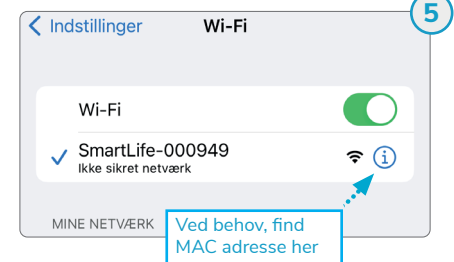 5
Indstillinger Wi-Fi
Wi-Fi
SmartLife-000949
Ikke sikret netværk
MINE NETVÆRK
Ved behov, find
MAC adresse her